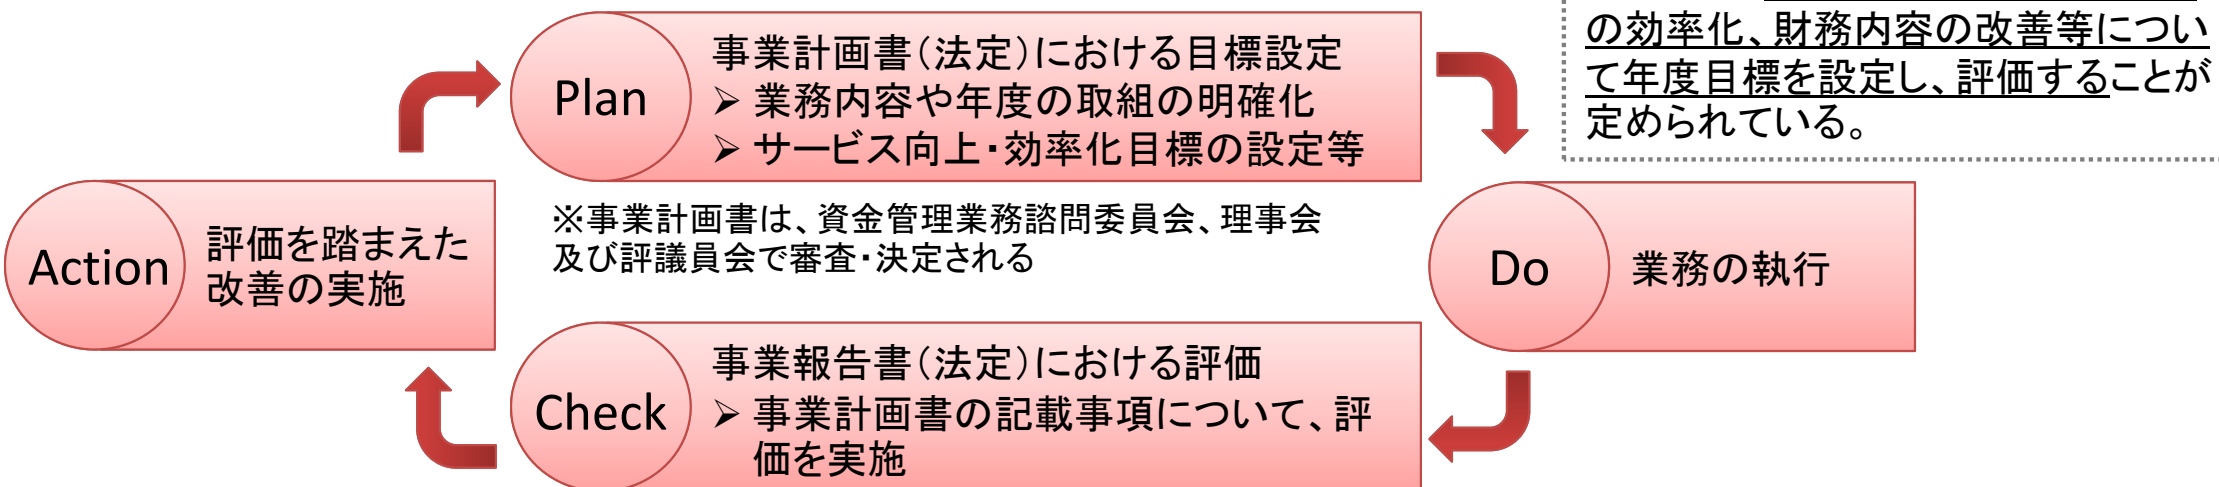 Plan
事業計画書（法定）における目標設定
➢ 業務内容や年度の取組の明確化
➢ サービス向上・効率化目標の設定等
の効率化、財務内容の改善等につい
て年度目標を設定し、評価することが
定められている。
※事業計画書は、資金管理業務諮問委員会、理事会
及び評議員会で審査・決定される
Action
評価を踏まえた
改善の実施
Do
業務の執行
Check
事業報告書（法定）における評価
➢ 事業計画書の記載事項について、評
価を実施